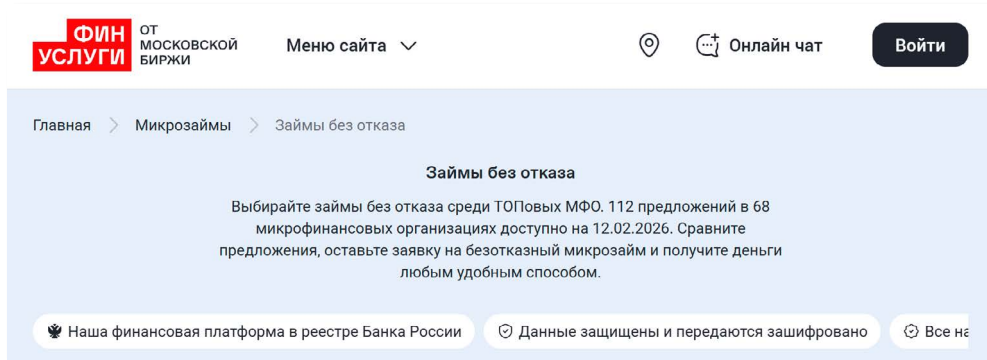 ФИН УСЛУГИ
ОТ МОСКОВСКОЙ БИРЖИ
Меню сайта
Онлайн чат
Войти
Главная
Микрозаймы
Займы без отказа
Займы без отказа
Выбирайте займы без отказа среди ТОПовых МФО. 112 предложений в 68
микрофинансовых организациях доступно на 12.02.2026. Сравните
предложения, оставьте заявку на безотказный микрозайм и получите деньги
любым удобным способом.
Наша финансовая платформа в реестре Банка России
Данные защищены и передаются зашифровано
Все